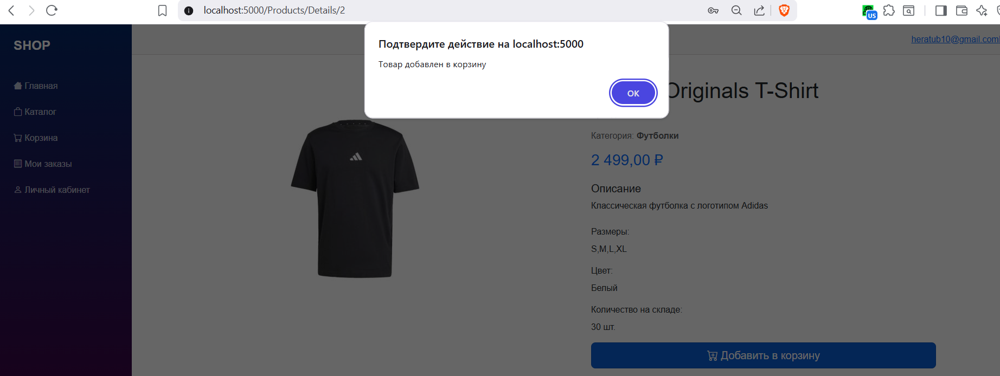 localhost:5000/Products/Details/2
US
SHOP
heratub10@gmail.com
Подтвердите действие на localhost:5000
Товар добавлен в корзину
ОК
Originals T-Shirt
Главная
Каталог
Корзина
Мои заказы
Личный кабинет
Категория: Футболки
2 499,00 ₽
Описание
Классическая футболка с логотипом Adidas
Размеры:
S,M,L,XL
Цвет:
Белый
Количество на складе:
30 шт.
Добавить в корзину